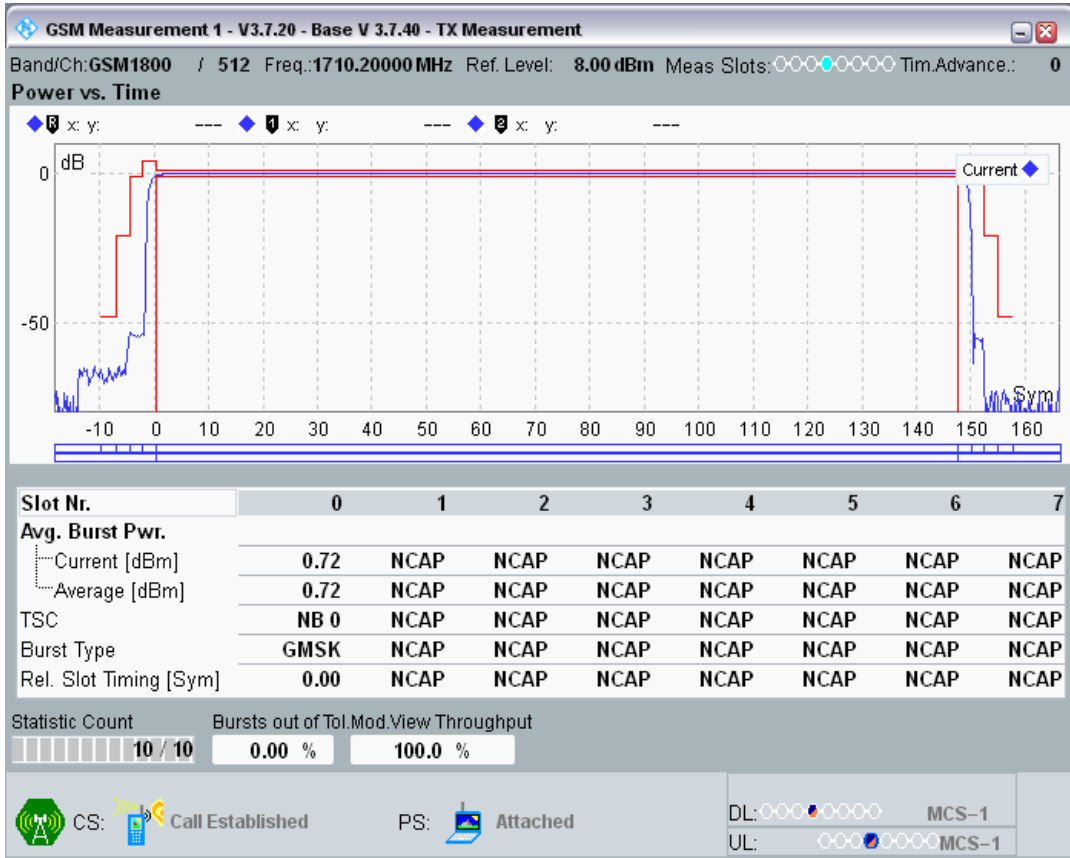 GSM Measurement 1 - V3.7.20 - Base V 3.7.40 - TX Measurement
Band/Ch:GSM1800 / 512 Freq.:1710.20000 MHz Ref. Level: 8.00 dBm Meas Slots: Tim.Advance.: 0
Power vs. Time
R x: y: --- 1 x: y: --- 2 x: y: ---
dB
Current
0
-50
Sym
-10 0 10 20 30 40 50 60 70 80 90 100 110 120 130 140 150 160
Slot Nr. 0 1 2 3 4 5 6 7
Avg. Burst Pwr.
Current [dBm] 0.72 NCAP NCAP NCAP NCAP NCAP NCAP NCAP
Average [dBm] 0.72 NCAP NCAP NCAP NCAP NCAP NCAP NCAP
TSC NB 0 NCAP NCAP NCAP NCAP NCAP NCAP NCAP
Burst Type GMSK NCAP NCAP NCAP NCAP NCAP NCAP NCAP
Rel. Slot Timing [Sym] 0.00 NCAP NCAP NCAP NCAP NCAP NCAP NCAP
Statistic Count Bursts out of Tol.Mod.View Throughput
10 / 10 0.00 % 100.0 %
CS: Call Established PS: Attached
DL: MCS-1
UL: MCS-1